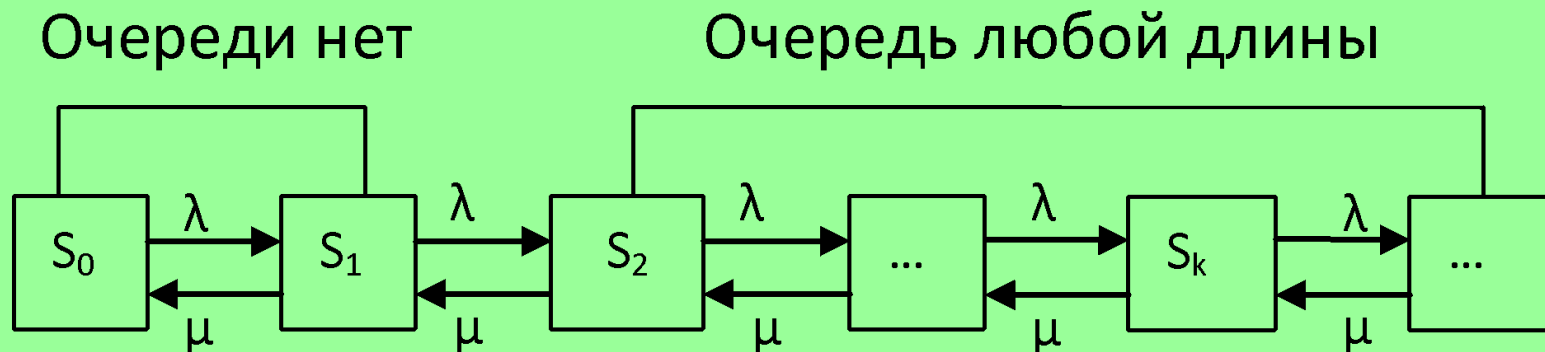 Очереди нет Очередь любой длины
λ λ λ λ λ
S₀ S₁ S₂ ... Sₖ ...
μ μ μ μ μ